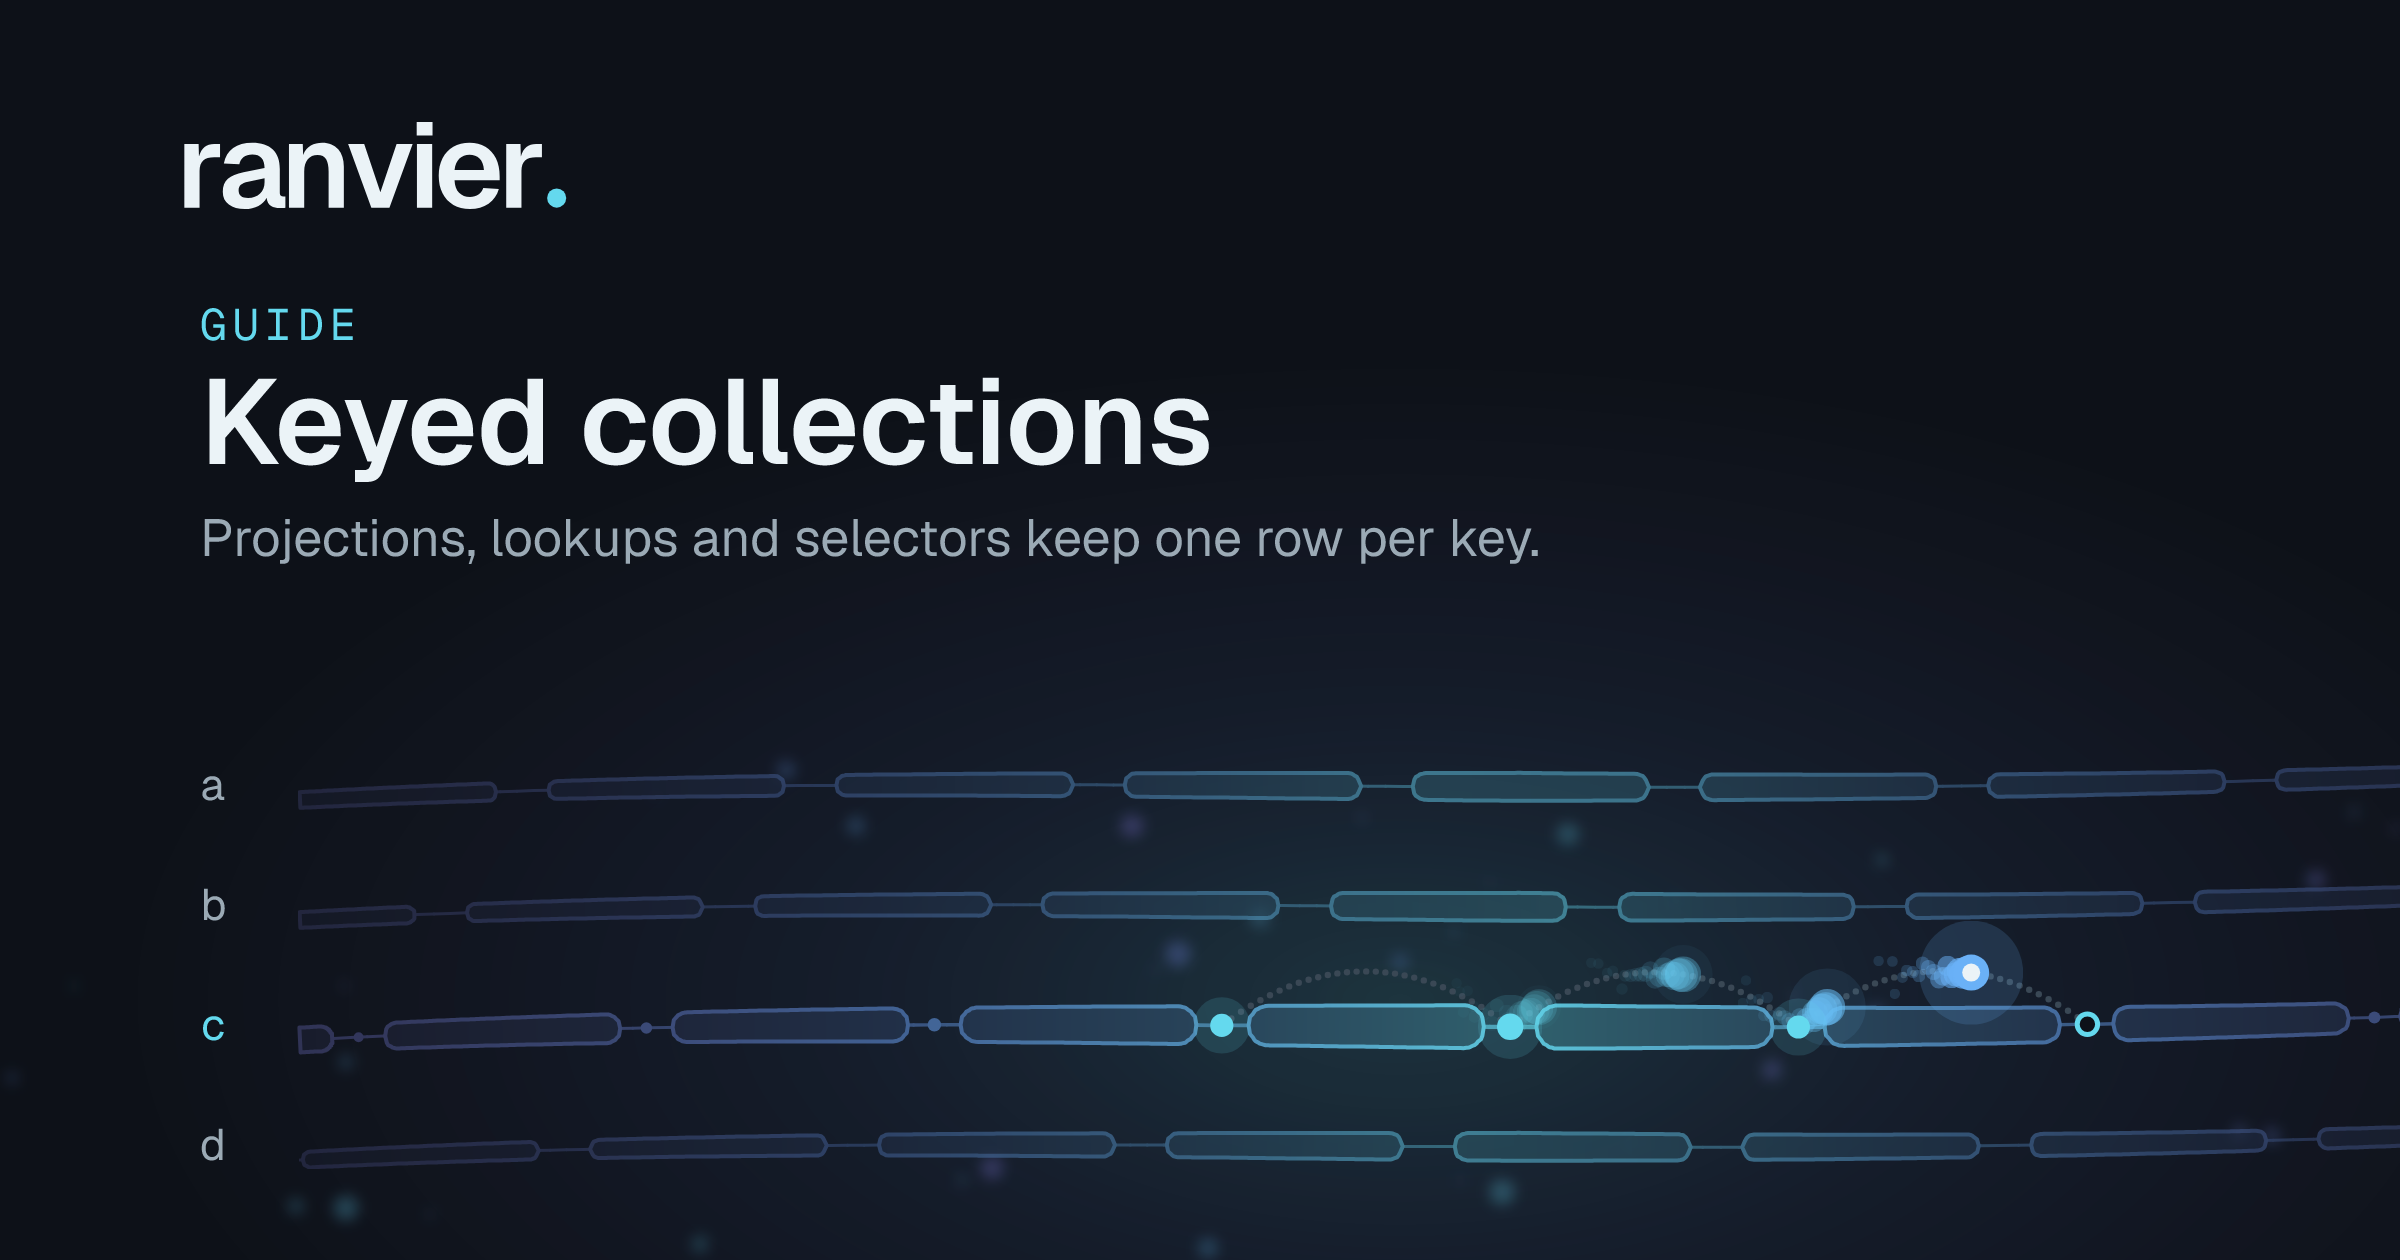 ranvier.
GUIDE
Keyed collections
Projections, lookups and selectors keep one row per key.
a
b
c
d